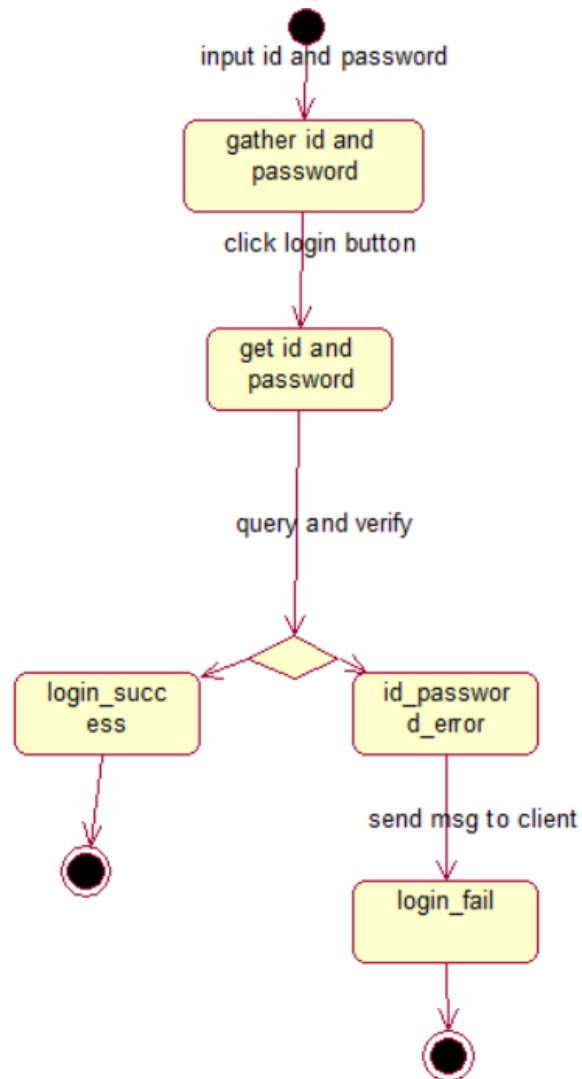 input id and password
gather id and
password
click login button
get id and
password
query and verify
login_succ
ess
id_passwor
d_error
send msg to client
login_fail